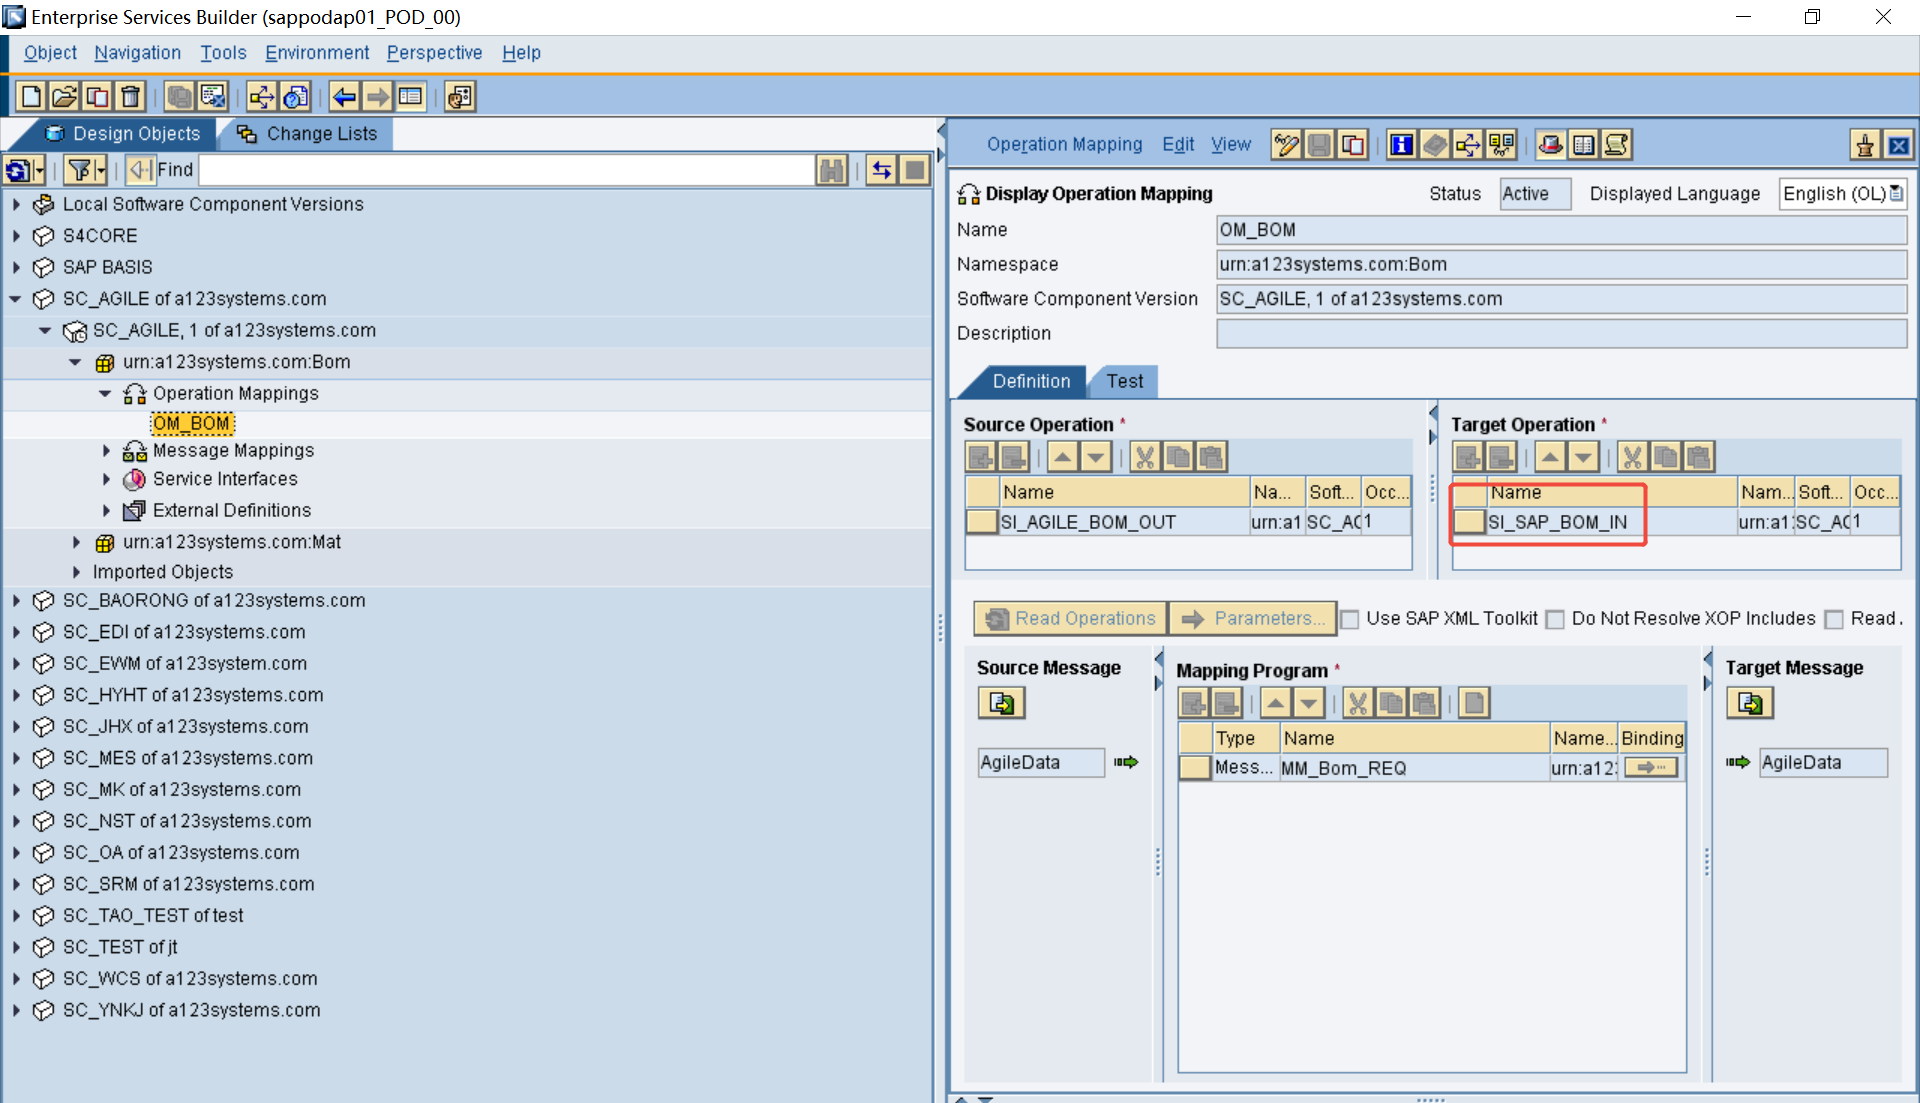 Enterprise Services Builder (sappodap01_POD_00)
Object Navigation Tools Environment Perspective Help
Design Objects Change Lists
Find
Local Software Component Versions
S4CORE
SAP BASIS
SC_AGILE of a123systems.com
SC_AGILE, 1 of a123systems.com
urn:a123systems.com:Bom
Operation Mappings
OM_BOM
Message Mappings
Service Interfaces
External Definitions
urn:a123systems.com:Mat
Imported Objects
SC_BAORONG of a123systems.com
SC_EDI of a123systems.com
SC_EWM of a123system.com
SC_HYHT of a123systems.com
SC_JHX of a123systems.com
SC_MES of a123systems.com
SC_MK of a123systems.com
SC_NST of a123systems.com
SC_OA of a123systems.com
SC_SRM of a123systems.com
SC_TAO_TEST of test
SC_TEST of jt
SC_WCS of a123systems.com
SC_YNKJ of a123systems.com
Operation Mapping Edit View
Display Operation Mapping Status Active Displayed Language English (OL)
Name OM_BOM
Namespace urn:a123systems.com:Bom
Software Component Version SC_AGILE, 1 of a123systems.com
Description
Definition Test
Source Operation *
Name Na... Soft... Occ...
SI_AGILE_BOM_OUT urn:a1 SC_AG 1
Target Operation *
Name Nam... Soft... Occ...
SI_SAP_BOM_IN urn:a1 SC_AG 1
Read Operations Parameters... Use SAP XML Toolkit Do Not Resolve XOP Includes Read .
Source Message
AgileData
Mapping Program *
Type Name Name... Binding
Mess... MM_Bom_REQ urn:a12
Target Message
AgileData